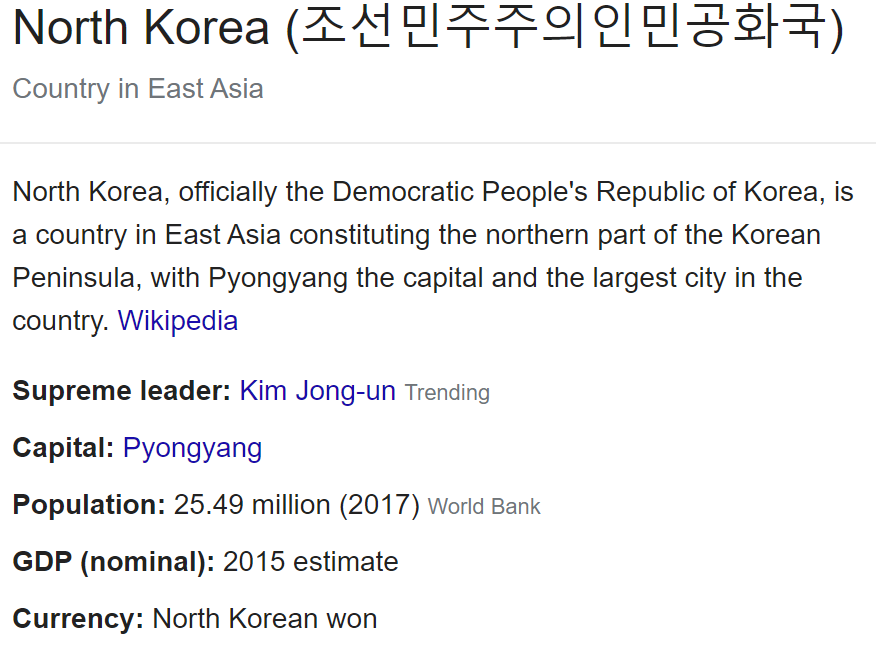 North Korea (조선민주주의인민공화국)
Country in East Asia
North Korea, officially the Democratic People's Republic of Korea, is
a country in East Asia constituting the northern part of the Korean
Peninsula, with Pyongyang the capital and the largest city in the
country. Wikipedia
Supreme leader: Kim Jong-un Trending
Capital: Pyongyang
Population: 25.49 million (2017) World Bank
GDP (nominal): 2015 estimate
Currency: North Korean won